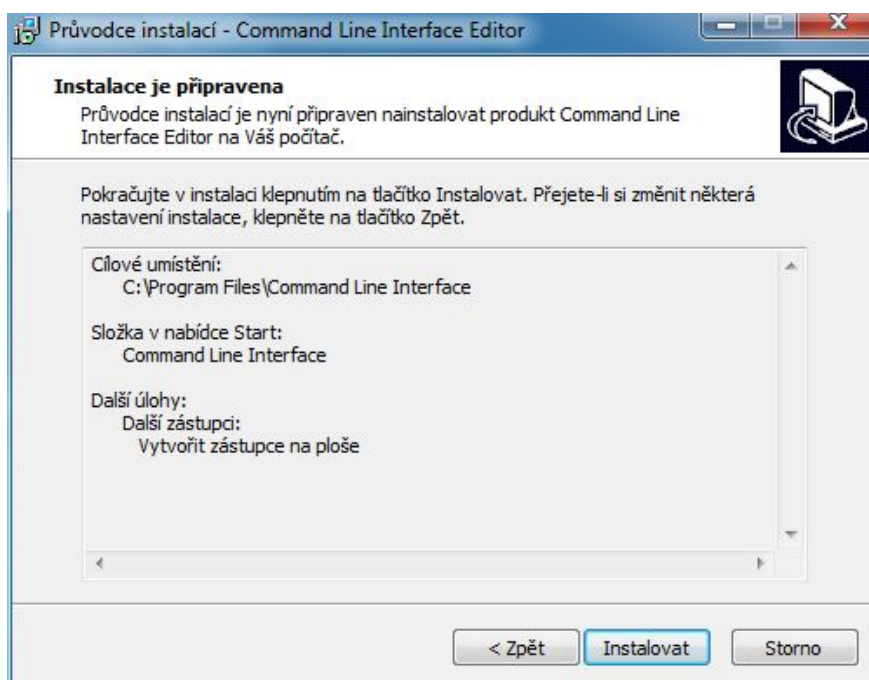 Průvodce instalací - Command Line Interface Editor
Instalace je připravena
Průvodce instalací je nyní připraven nainstalovat produkt Command Line
Interface Editor na Váš počítač.
Pokračujte v instalaci klepnutím na tlačítko Instalovat. Přejete-li si změnit některá
nastavení instalace, klepněte na tlačítko Zpět.
Cílové umístění:
C:\Program Files\Command Line Interface
Složka v nabídce Start:
Command Line Interface
Další úlohy:
Další zástupci:
Vytvořit zástupce na ploše
< Zpět
Instalovat
Storno